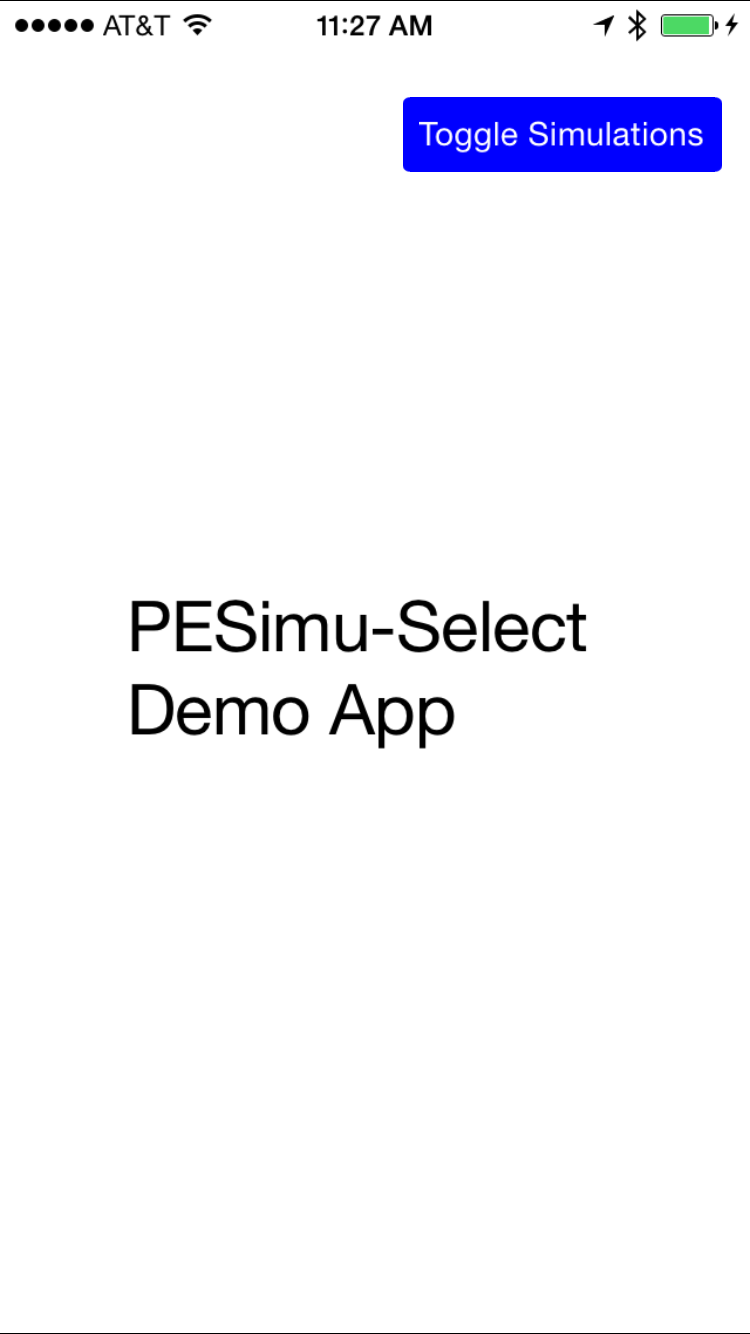 AT&T 11:27 AM
Toggle Simulations
PESimu-Select
Demo App